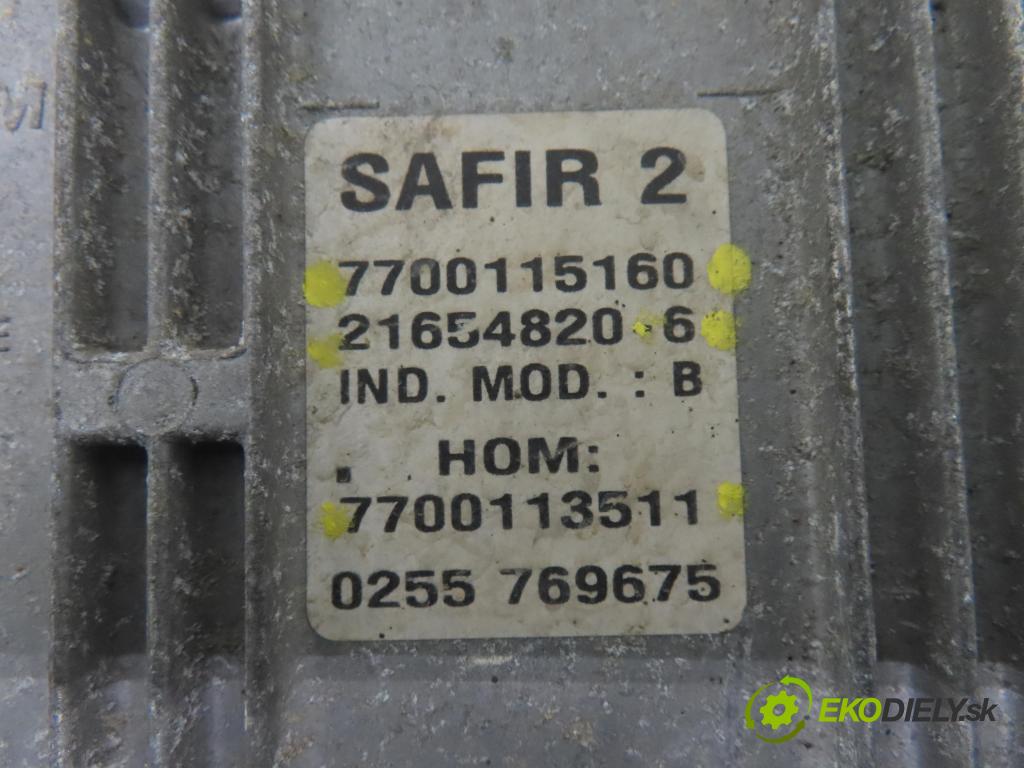 SAFIR 2
7700115160
21654820 6
IND. MOD. : B
. HOM:
7700113511
0255 769675
EKODIELY.sk